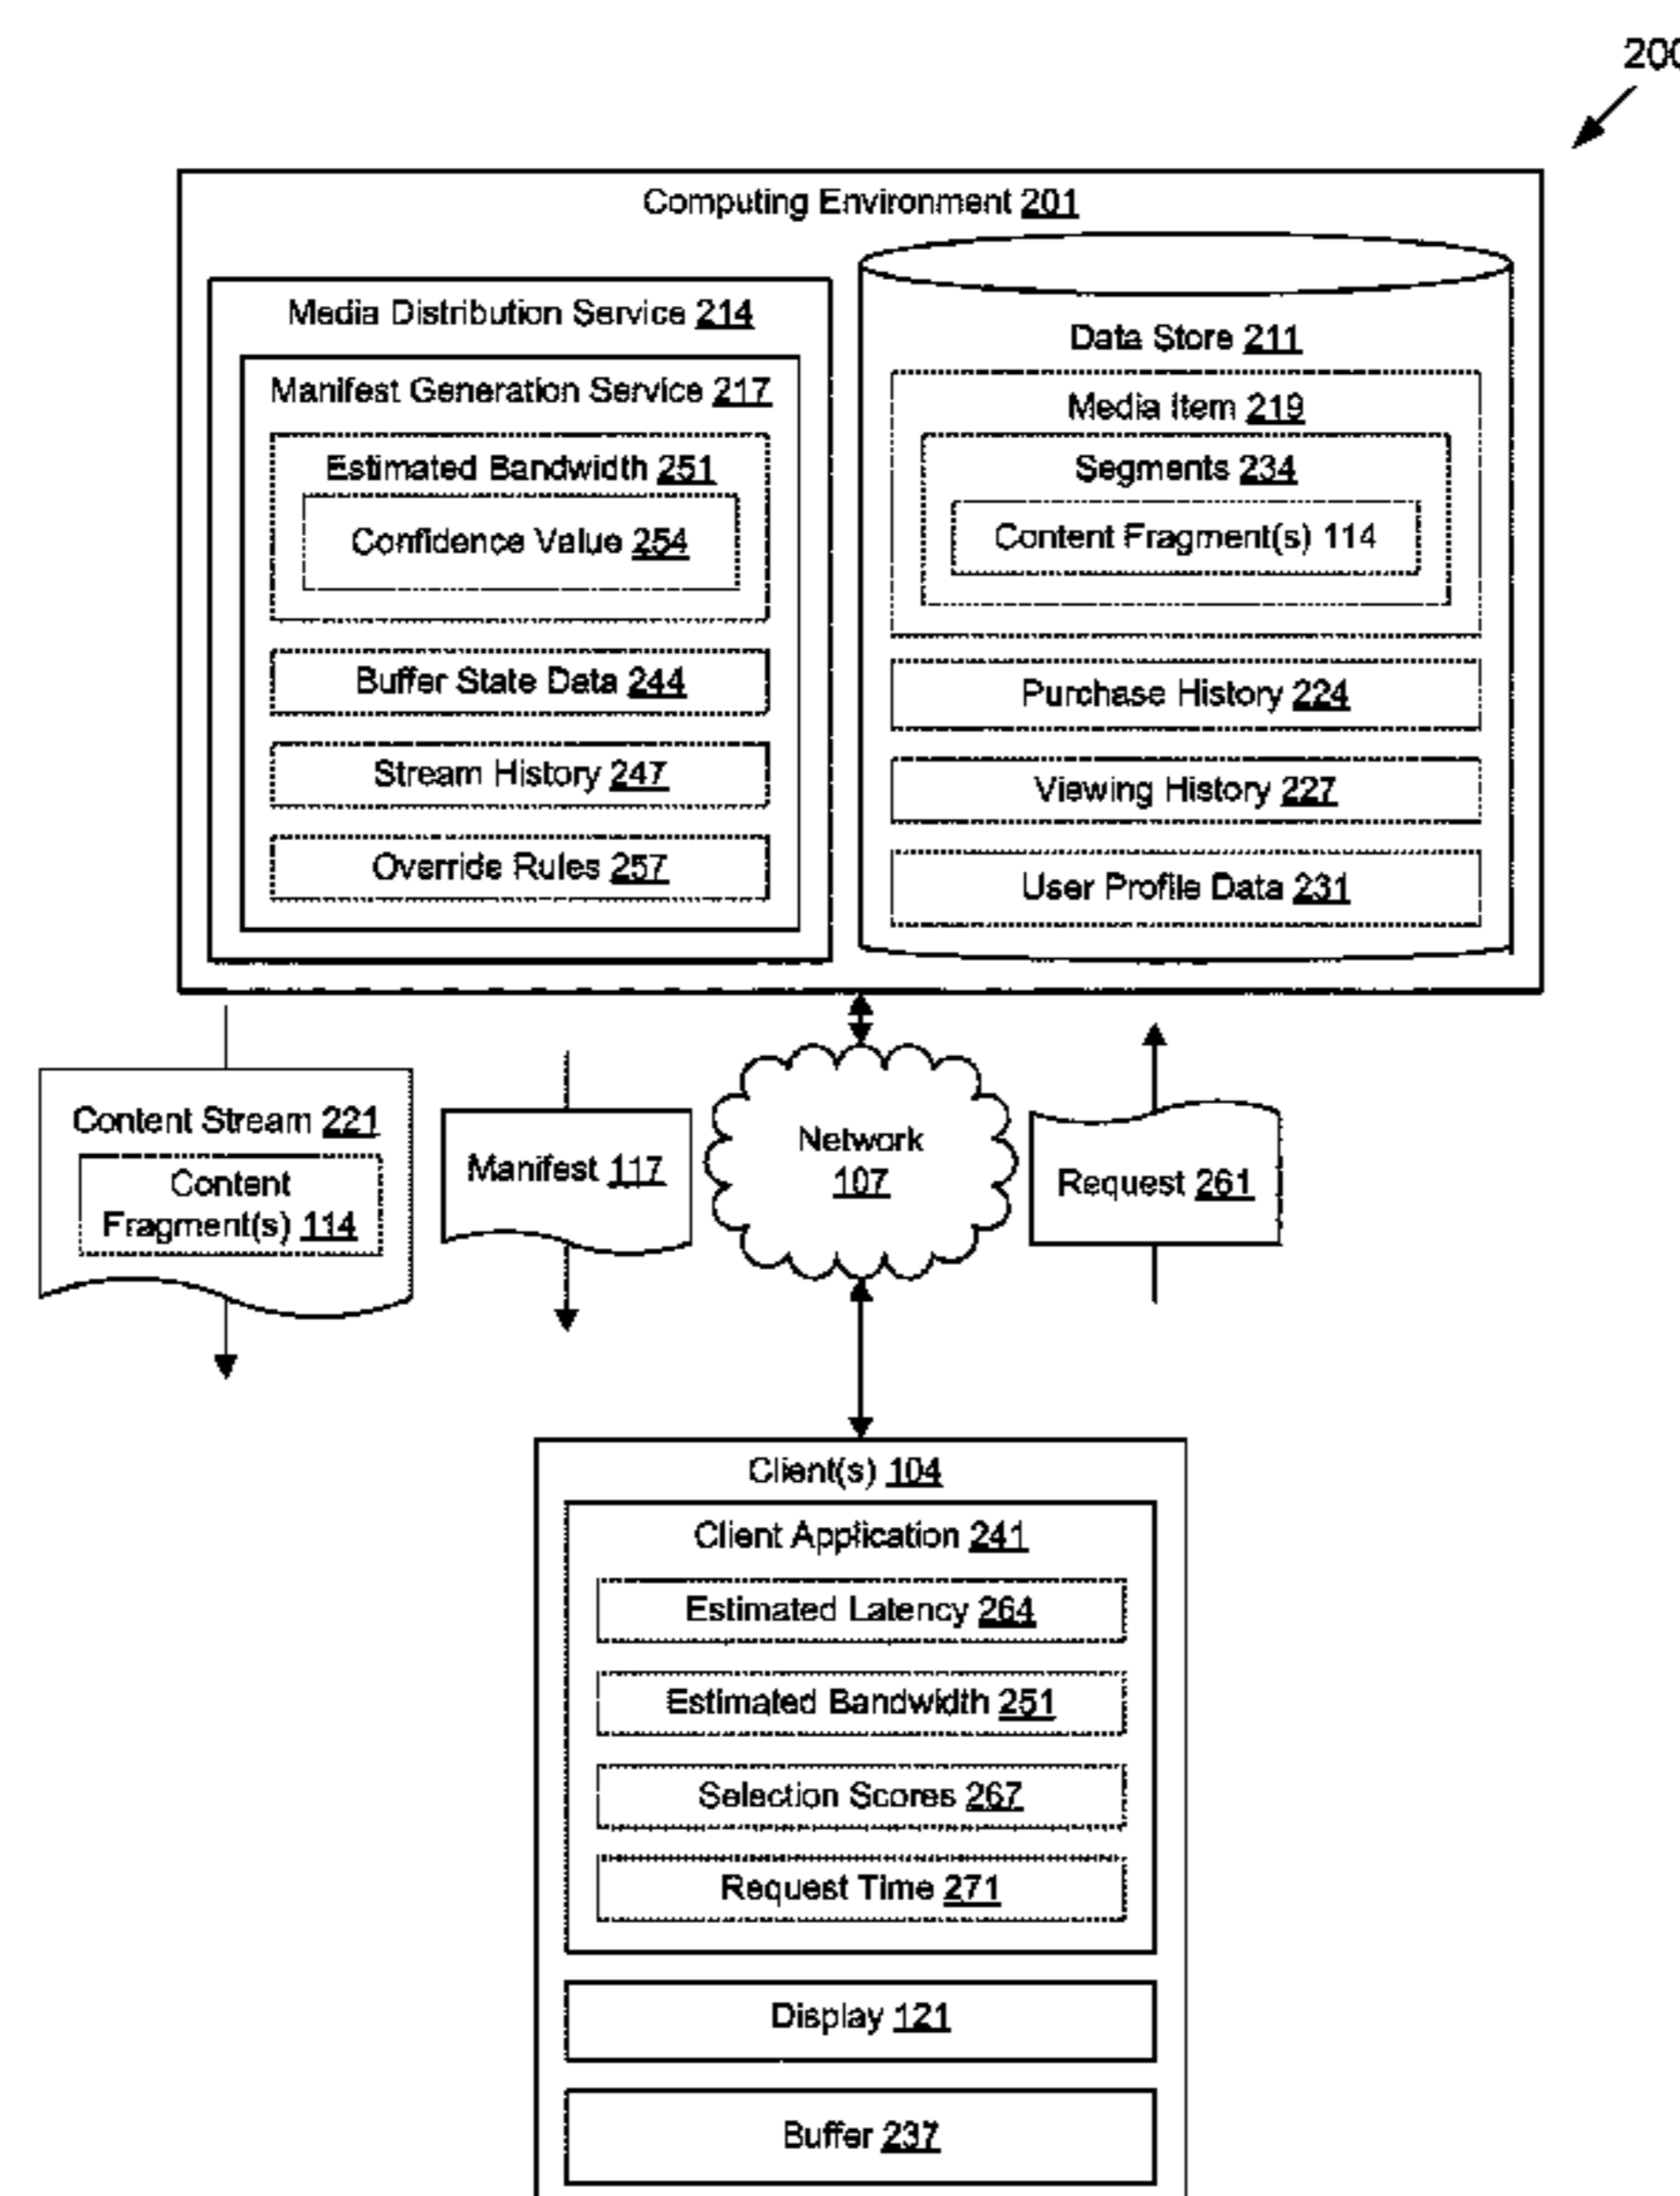 200
Computing Environment 201
Media Distribution Service 214
Manifest Generation Service 217
Estimated Bandwidth 251
Confidence Value 254
Buffer State Data 244
Stream History 247
Override Rules 257
Data Store 211
Media Item 219
Segments 234
Content Fragment(s) 114
Purchase History 224
Viewing History 227
User Profile Data 231
Content Stream 221
Content
Fragment(s) 114
Manifest 117
Network
107
Request 261
Client(s) 104
Client Application 241
Estimated Latency 264
Estimated Bandwidth 251
Selection Scores 267
Request Time 271
Display 121
Buffer 237